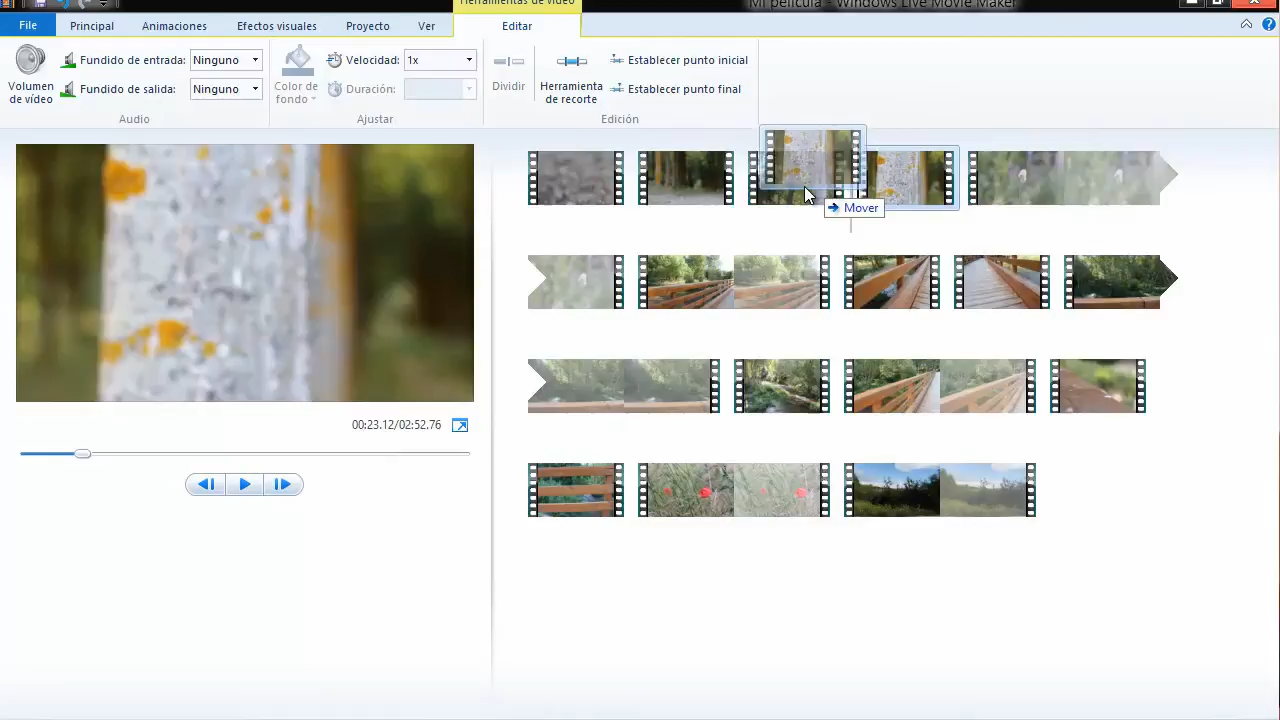 Herramientas de vídeo
Mi película - Windows Live Movie Maker
File
Principal
Animaciones
Efectos visuales
Proyecto
Ver
Editar
Volumen de vídeo
Fundido de entrada: Ninguno
Fundido de salida: Ninguno
Audio
Color de fondo
Velocidad: 1x
Duración:
Ajustar
Dividir
Herramienta de recorte
Establecer punto inicial
Establecer punto final
Edición
Mover
00:23.12/02:52.76